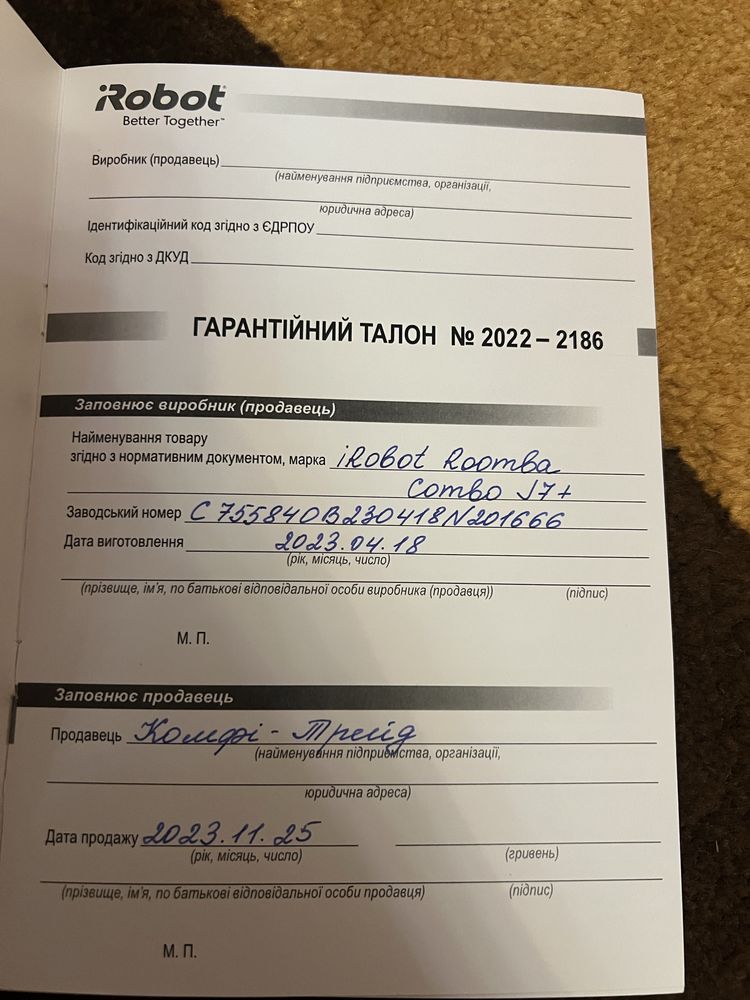 iRobot
Better Together™
Виробник (продавець)
(найменування підприємства, організації,
юридична адреса)
Ідентифікаційний код згідно з ЄДРПОУ
Код згідно з ДКУД
ГАРАНТІЙНИЙ ТАЛОН № 2022 – 2186
Заповнює виробник (продавець)
Найменування товару
згідно з нормативним документом, марка iRobot Roomba
Combo J7+
Заводський номер C755840B230418N201666
Дата виготовлення 2023.04.18
(рік, місяць, число)
(прізвище, ім'я, по батькові відповідальної особи виробника (продавця)) (підпис)
М. П.
Заповнює продавець
Продавець Комфі - Трейд
(найменування підприємства, організації,
юридична адреса)
Дата продажу 2023.11.25
(рік, місяць, число) (гривень)
(прізвище, ім'я, по батькові відповідальної особи продавця) (підпис)
М. П.